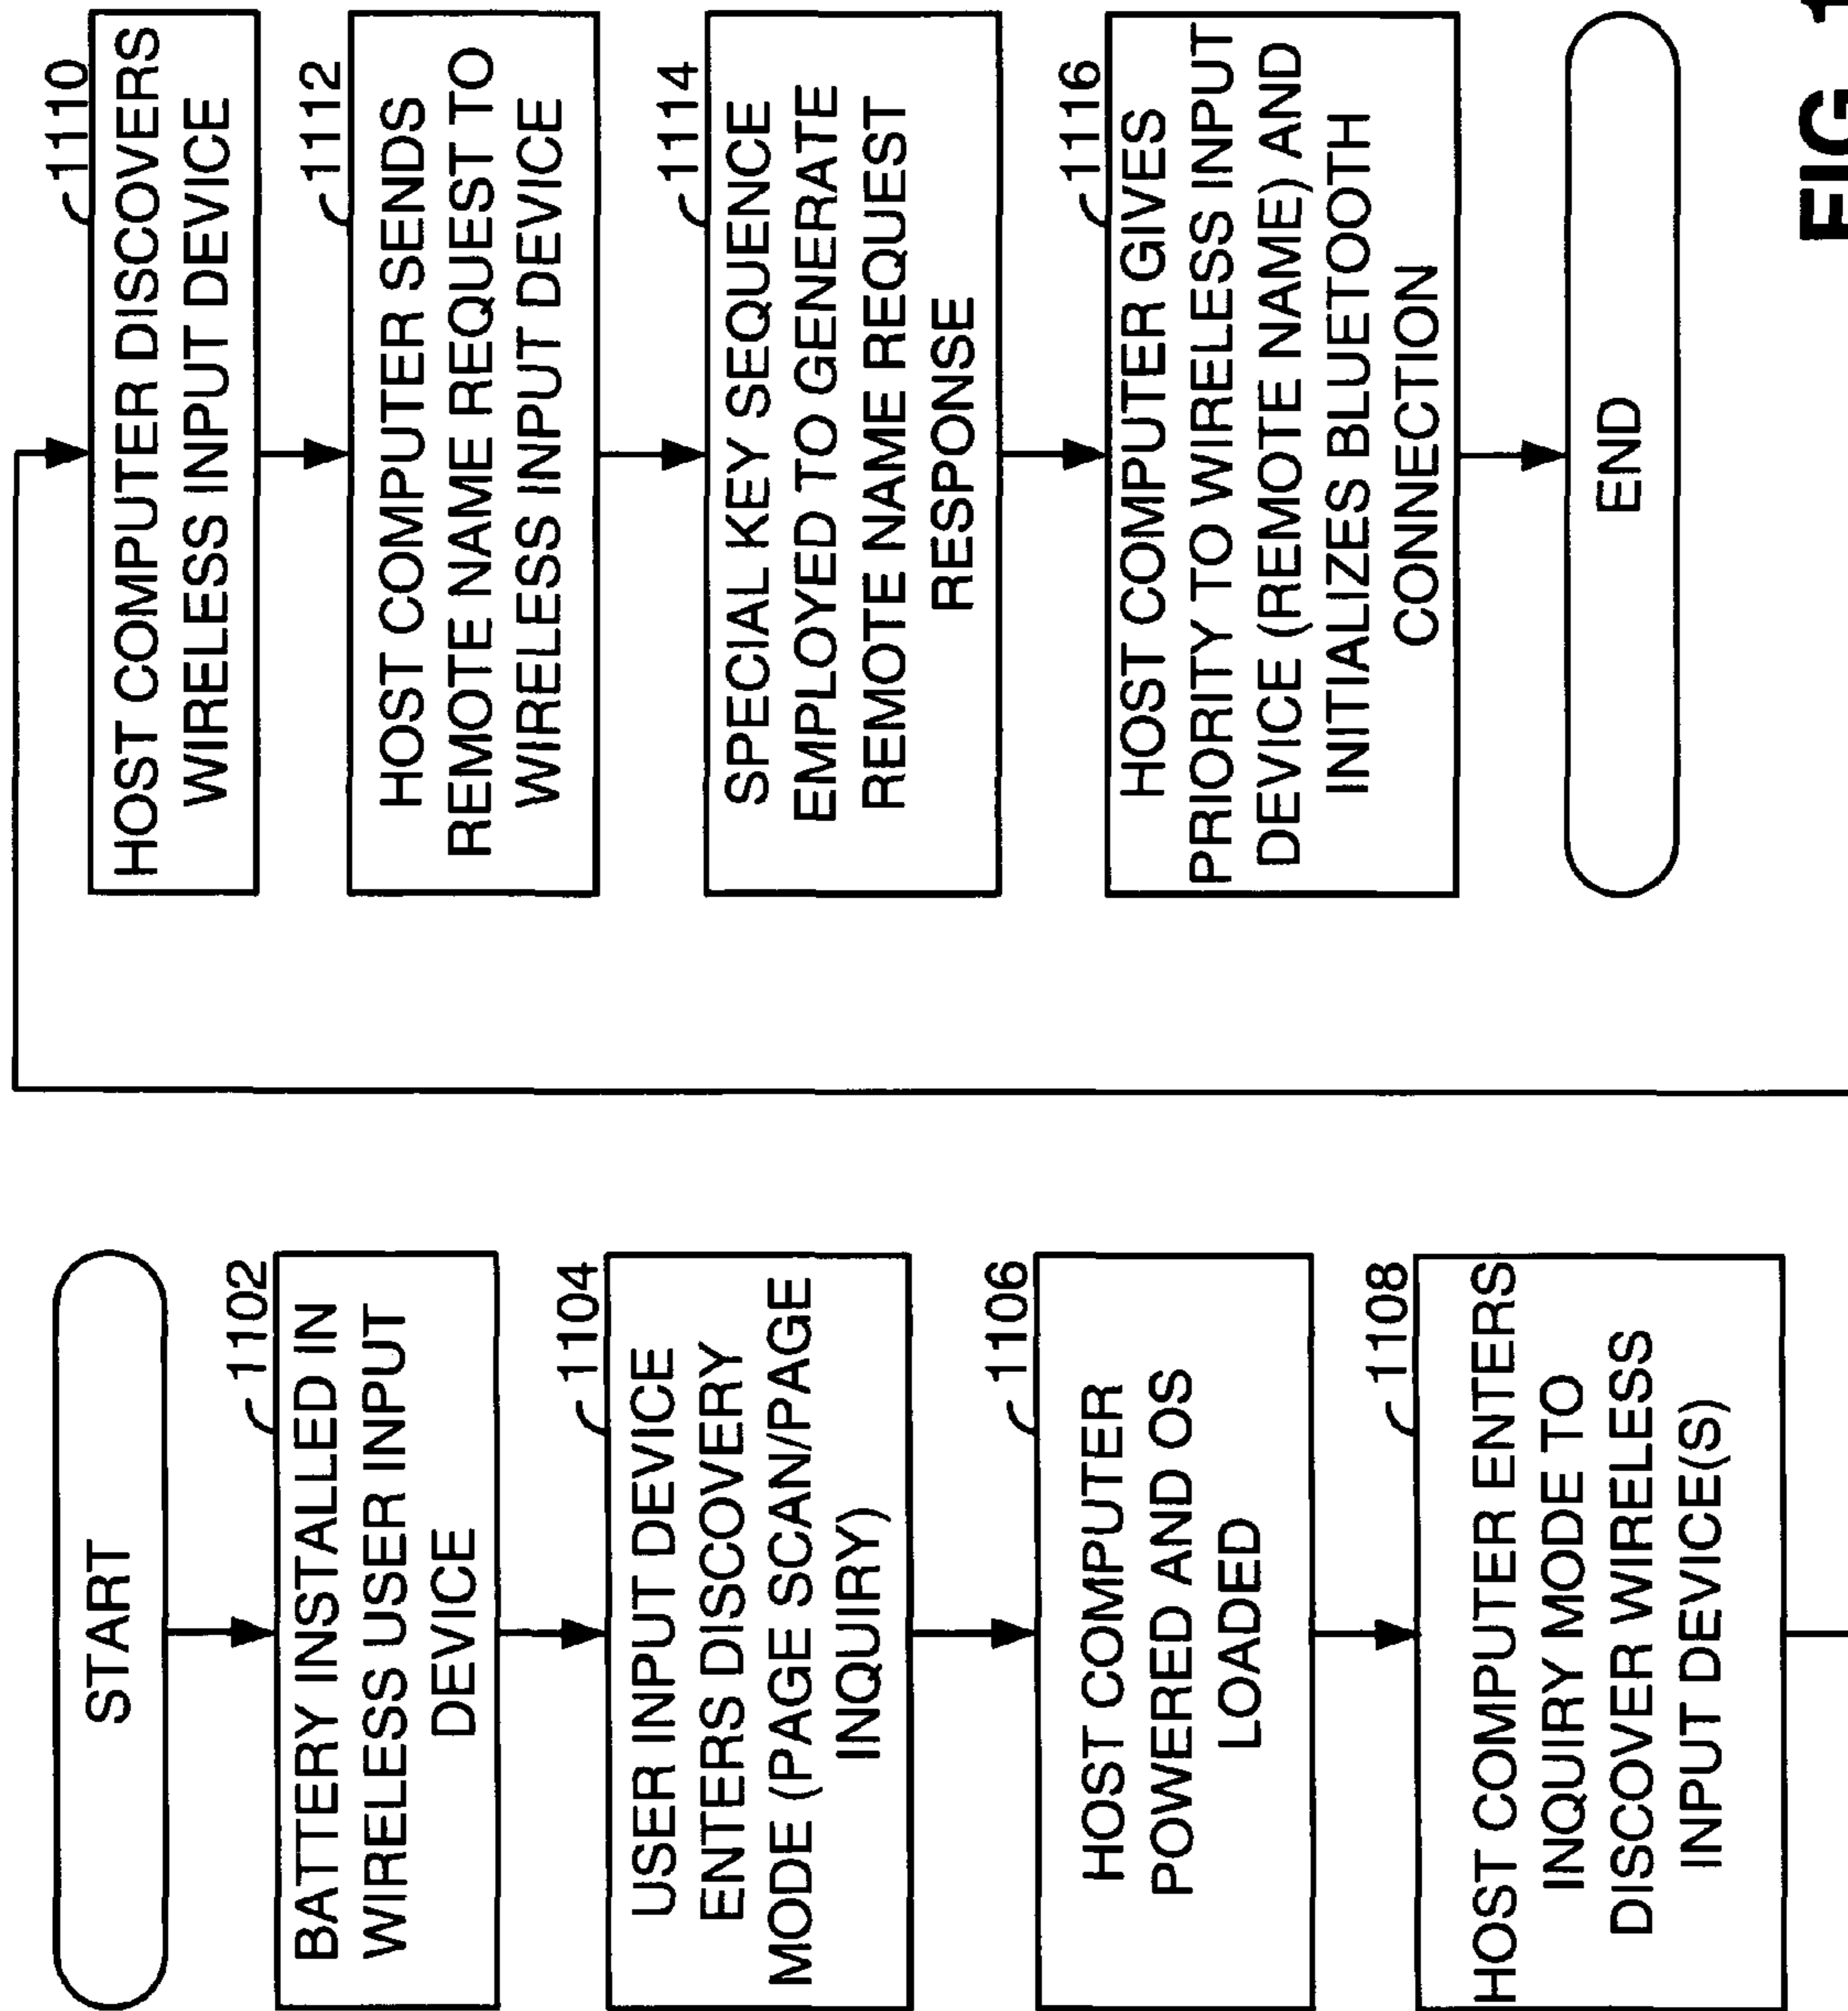 START
1102
BATTERY INSTALLED IN
WIRELESS USER INPUT
DEVICE
1104
USER INPUT DEVICE
ENTERS DISCOVERY
MODE (PAGE SCAN/PAGE
INQUIRY)
1106
HOST COMPUTER
POWERED AND OS
LOADED
1108
HOST COMPUTER ENTERS
INQUIRY MODE TO
DISCOVER WIRELESS
INPUT DEVICE(S)
1110
HOST COMPUTER DISCOVERS
WIRELESS INPUT DEVICE
1112
HOST COMPUTER SENDS
REMOTE NAME REQUEST TO
WIRELESS INPUT DEVICE
1114
SPECIAL KEY SEQUENCE
EMPLOYED TO GENERATE
REMOTE NAME REQUEST
RESPONSE
1116
HOST COMPUTER GIVES
PRIORITY TO WIRELESS INPUT
DEVICE (REMOTE NAME) AND
INITIALIZES BLUETOOTH
CONNECTION
END
FIG